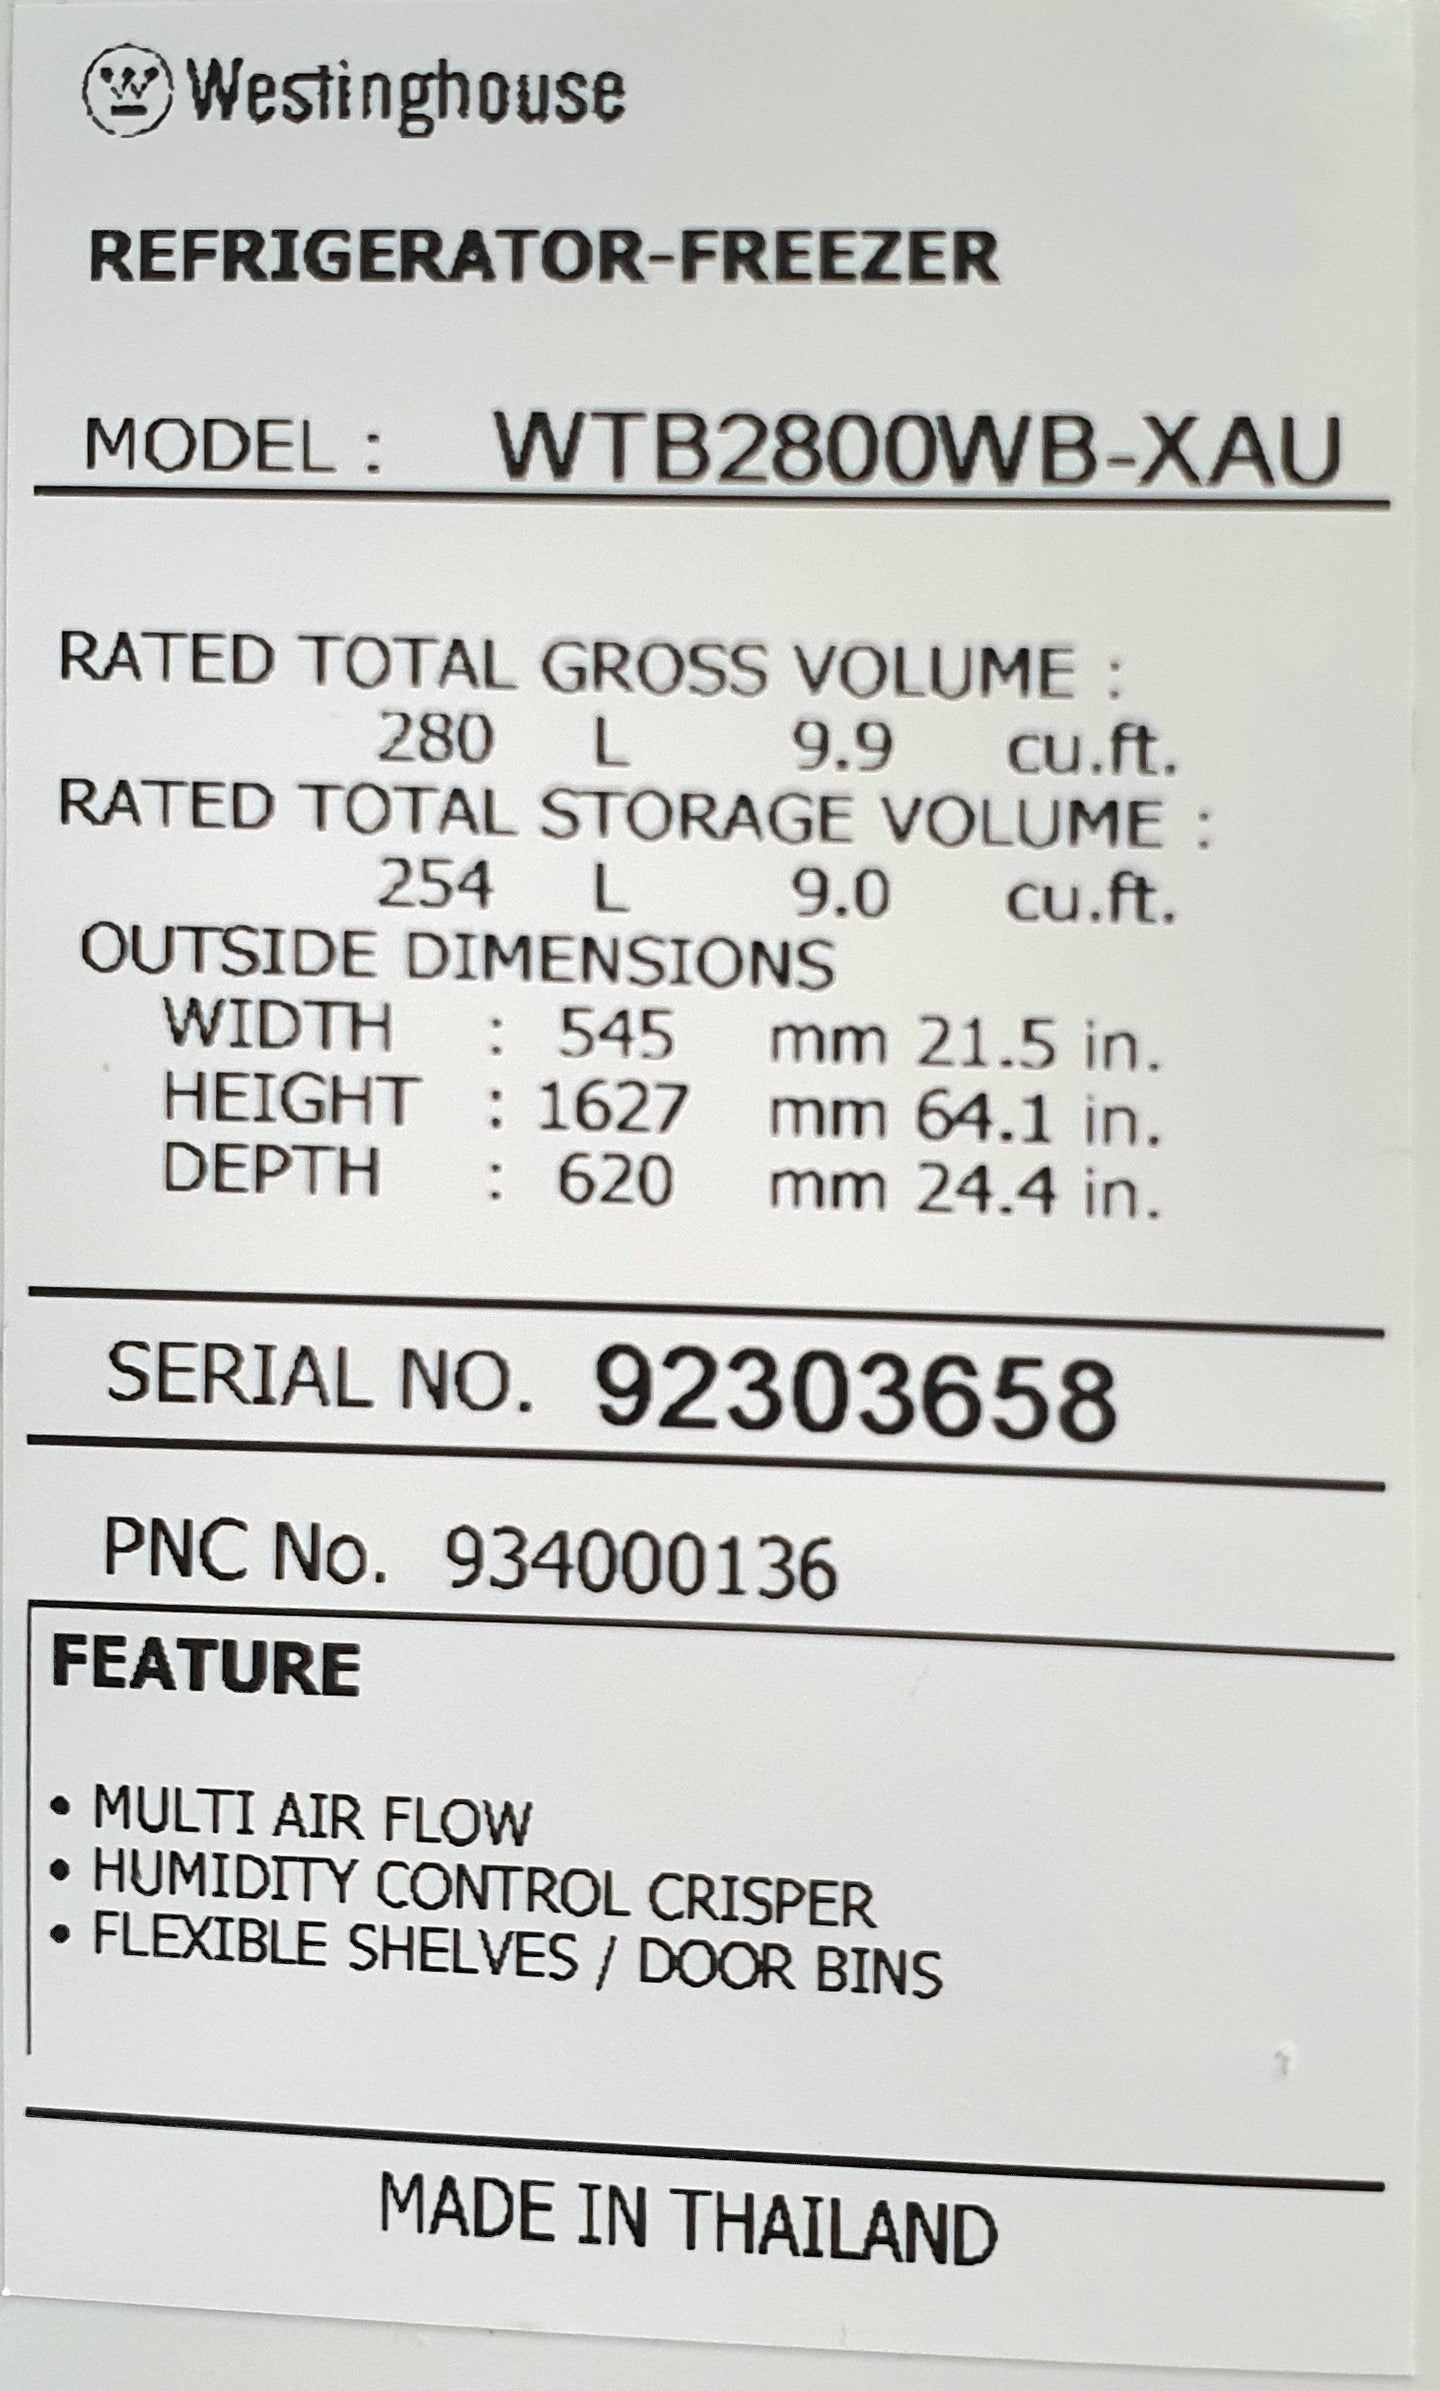 Westinghouse
REFRIGERATOR-FREEZER
MODEL : WTB2800WB-XAU
RATED TOTAL GROSS VOLUME :
280 L 9.9 cu.ft.
RATED TOTAL STORAGE VOLUME :
254 L 9.0 cu.ft.
OUTSIDE DIMENSIONS
WIDTH : 545 mm 21.5 in.
HEIGHT : 1627 mm 64.1 in.
DEPTH : 620 mm 24.4 in.
SERIAL NO. 92303658
PNC No. 934000136
FEATURE
• MULTI AIR FLOW
• HUMIDITY CONTROL CRISPER
• FLEXIBLE SHELVES / DOOR BINS
MADE IN THAILAND